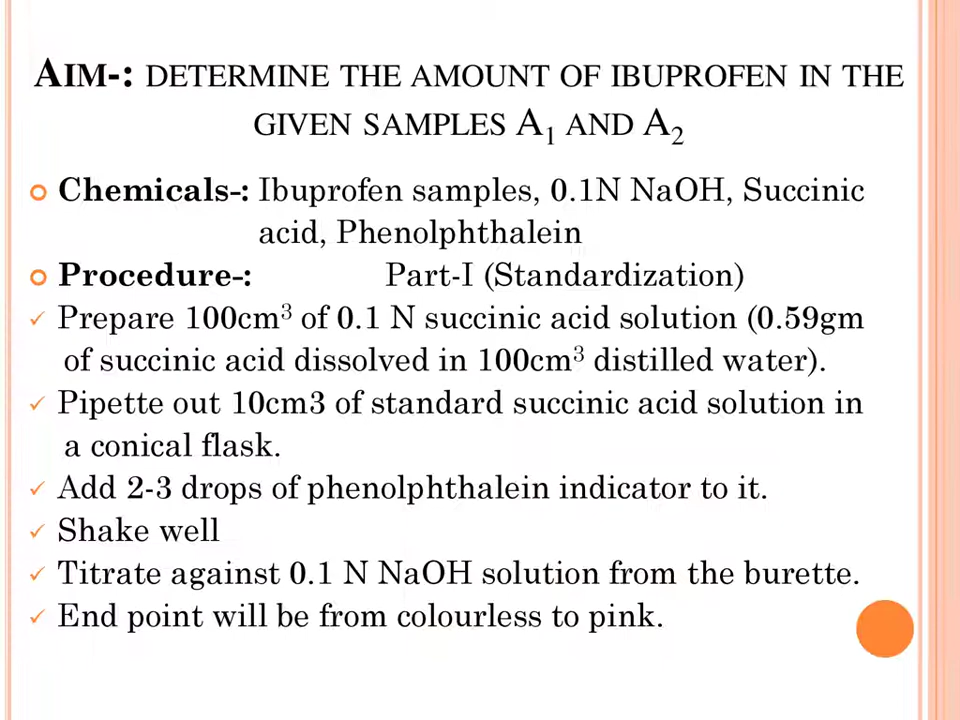 AIM-: DETERMINE THE AMOUNT OF IBUPROFEN IN THE
GIVEN SAMPLES A₁ AND A₂
Chemicals-: Ibuprofen samples, 0.1N NaOH, Succinic
acid, Phenolphthalein
Procedure-: Part-I (Standardization)
✓ Prepare 100cm³ of 0.1 N succinic acid solution (0.59gm
of succinic acid dissolved in 100cm³ distilled water).
✓ Pipette out 10cm3 of standard succinic acid solution in
a conical flask.
✓ Add 2-3 drops of phenolphthalein indicator to it.
✓ Shake well
✓ Titrate against 0.1 N NaOH solution from the burette.
✓ End point will be from colourless to pink.